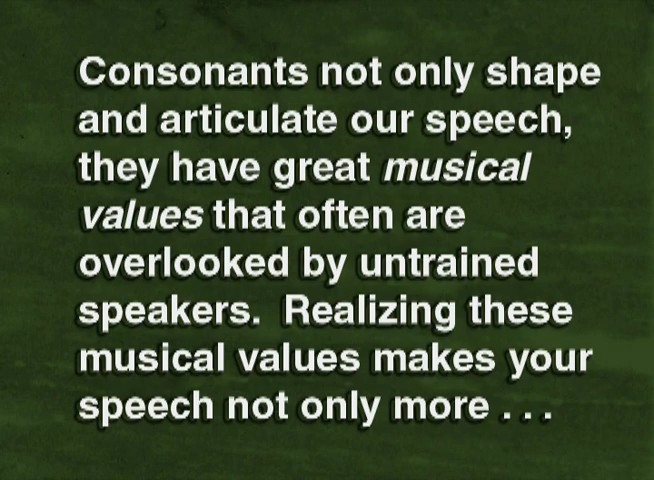 Consonants not only shape
and articulate our speech,
they have great musical
values that often are
overlooked by untrained
speakers.  Realizing these
musical values makes your
speech not only more . . .